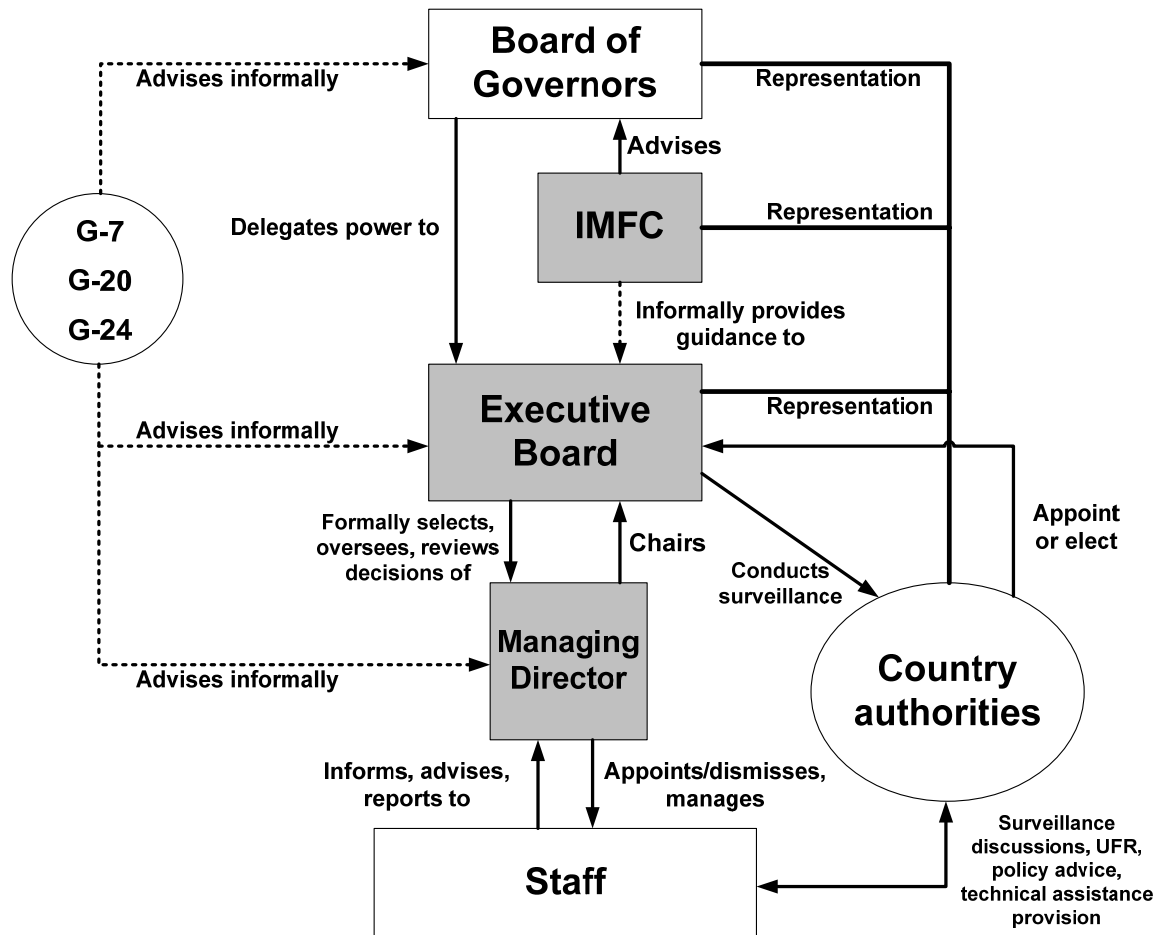 Board of
Governors
Advises informally
Representation
Advises
IMFC
Representation
Delegates power to
G-7
G-20
G-24
Informally provides
guidance to
Executive
Board
Representation
Advises informally
Appoint
or elect
Formally selects,
oversees, reviews
decisions of
Chairs
Conducts
surveillance
Managing
Director
Advises informally
Country
authorities
Informs, advises,
reports to
Appoints/dismisses,
manages
Staff
Surveillance
discussions, UFR,
policy advice,
technical assistance
provision